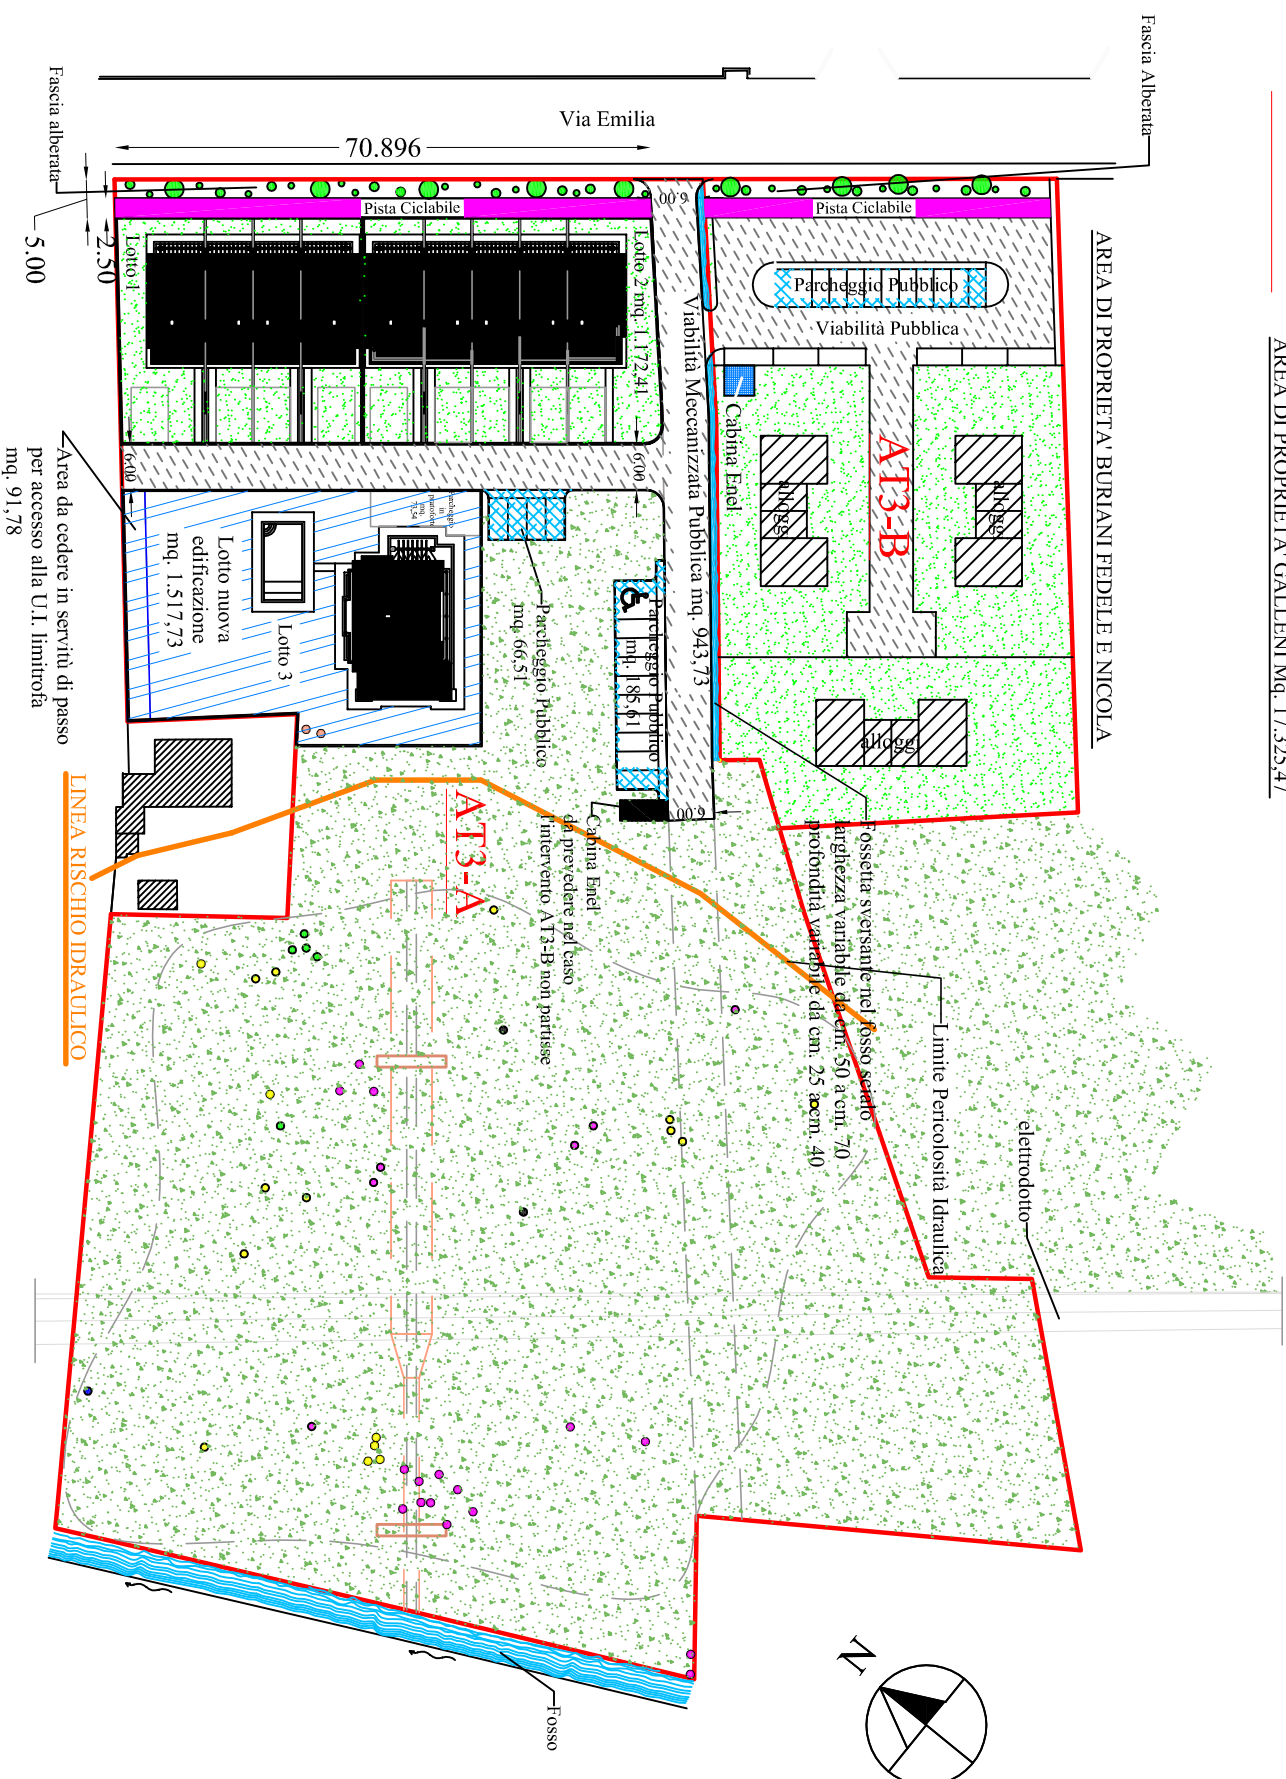 Fascia Alberata
Fascia alberata
Via Emilia
70.896
2.50
5.00
Pista Ciclabile
Pista Ciclabile
6.00
AREA DI PROPRIETA' GALLENI Mq. 17.325,47
AREA DI PROPRIETA' BURIANI FEDELE E NICOLA
Parcheggio Pubblico
Viabilità Pubblica
Cabina Enel
AT3-B
alloggi
alloggi
alloggi
Lotto 1
Lotto 2 mq. 1.172,41
Viabilità Meccanizzata Pubblica mq. 943,73
6.00
6.00
Area da cedere in servitù di passo
per accesso alla U.I. limitrofa
mq. 91,78
Lotto nuova
edificazione
mq. 1.517,73
Lotto 3
Parcheggio
in
mq.
Parcheggio Pubblico
mq. 66,51
Parcheggio Pubblico
mq. 185,61
6.00
Cabina Enel
da prevedere nel caso
l'intervento AT3-B non partisse
AT3-A
LINEA RISCHIO IDRAULICO
Fossetta sversante nel fosso scialo
larghezza variabile da cm. 50 a cm. 70
profondità variabile da cm. 25 a cm. 40
Limite Pericolosità Idraulica
elettrodotto
Fosso
N